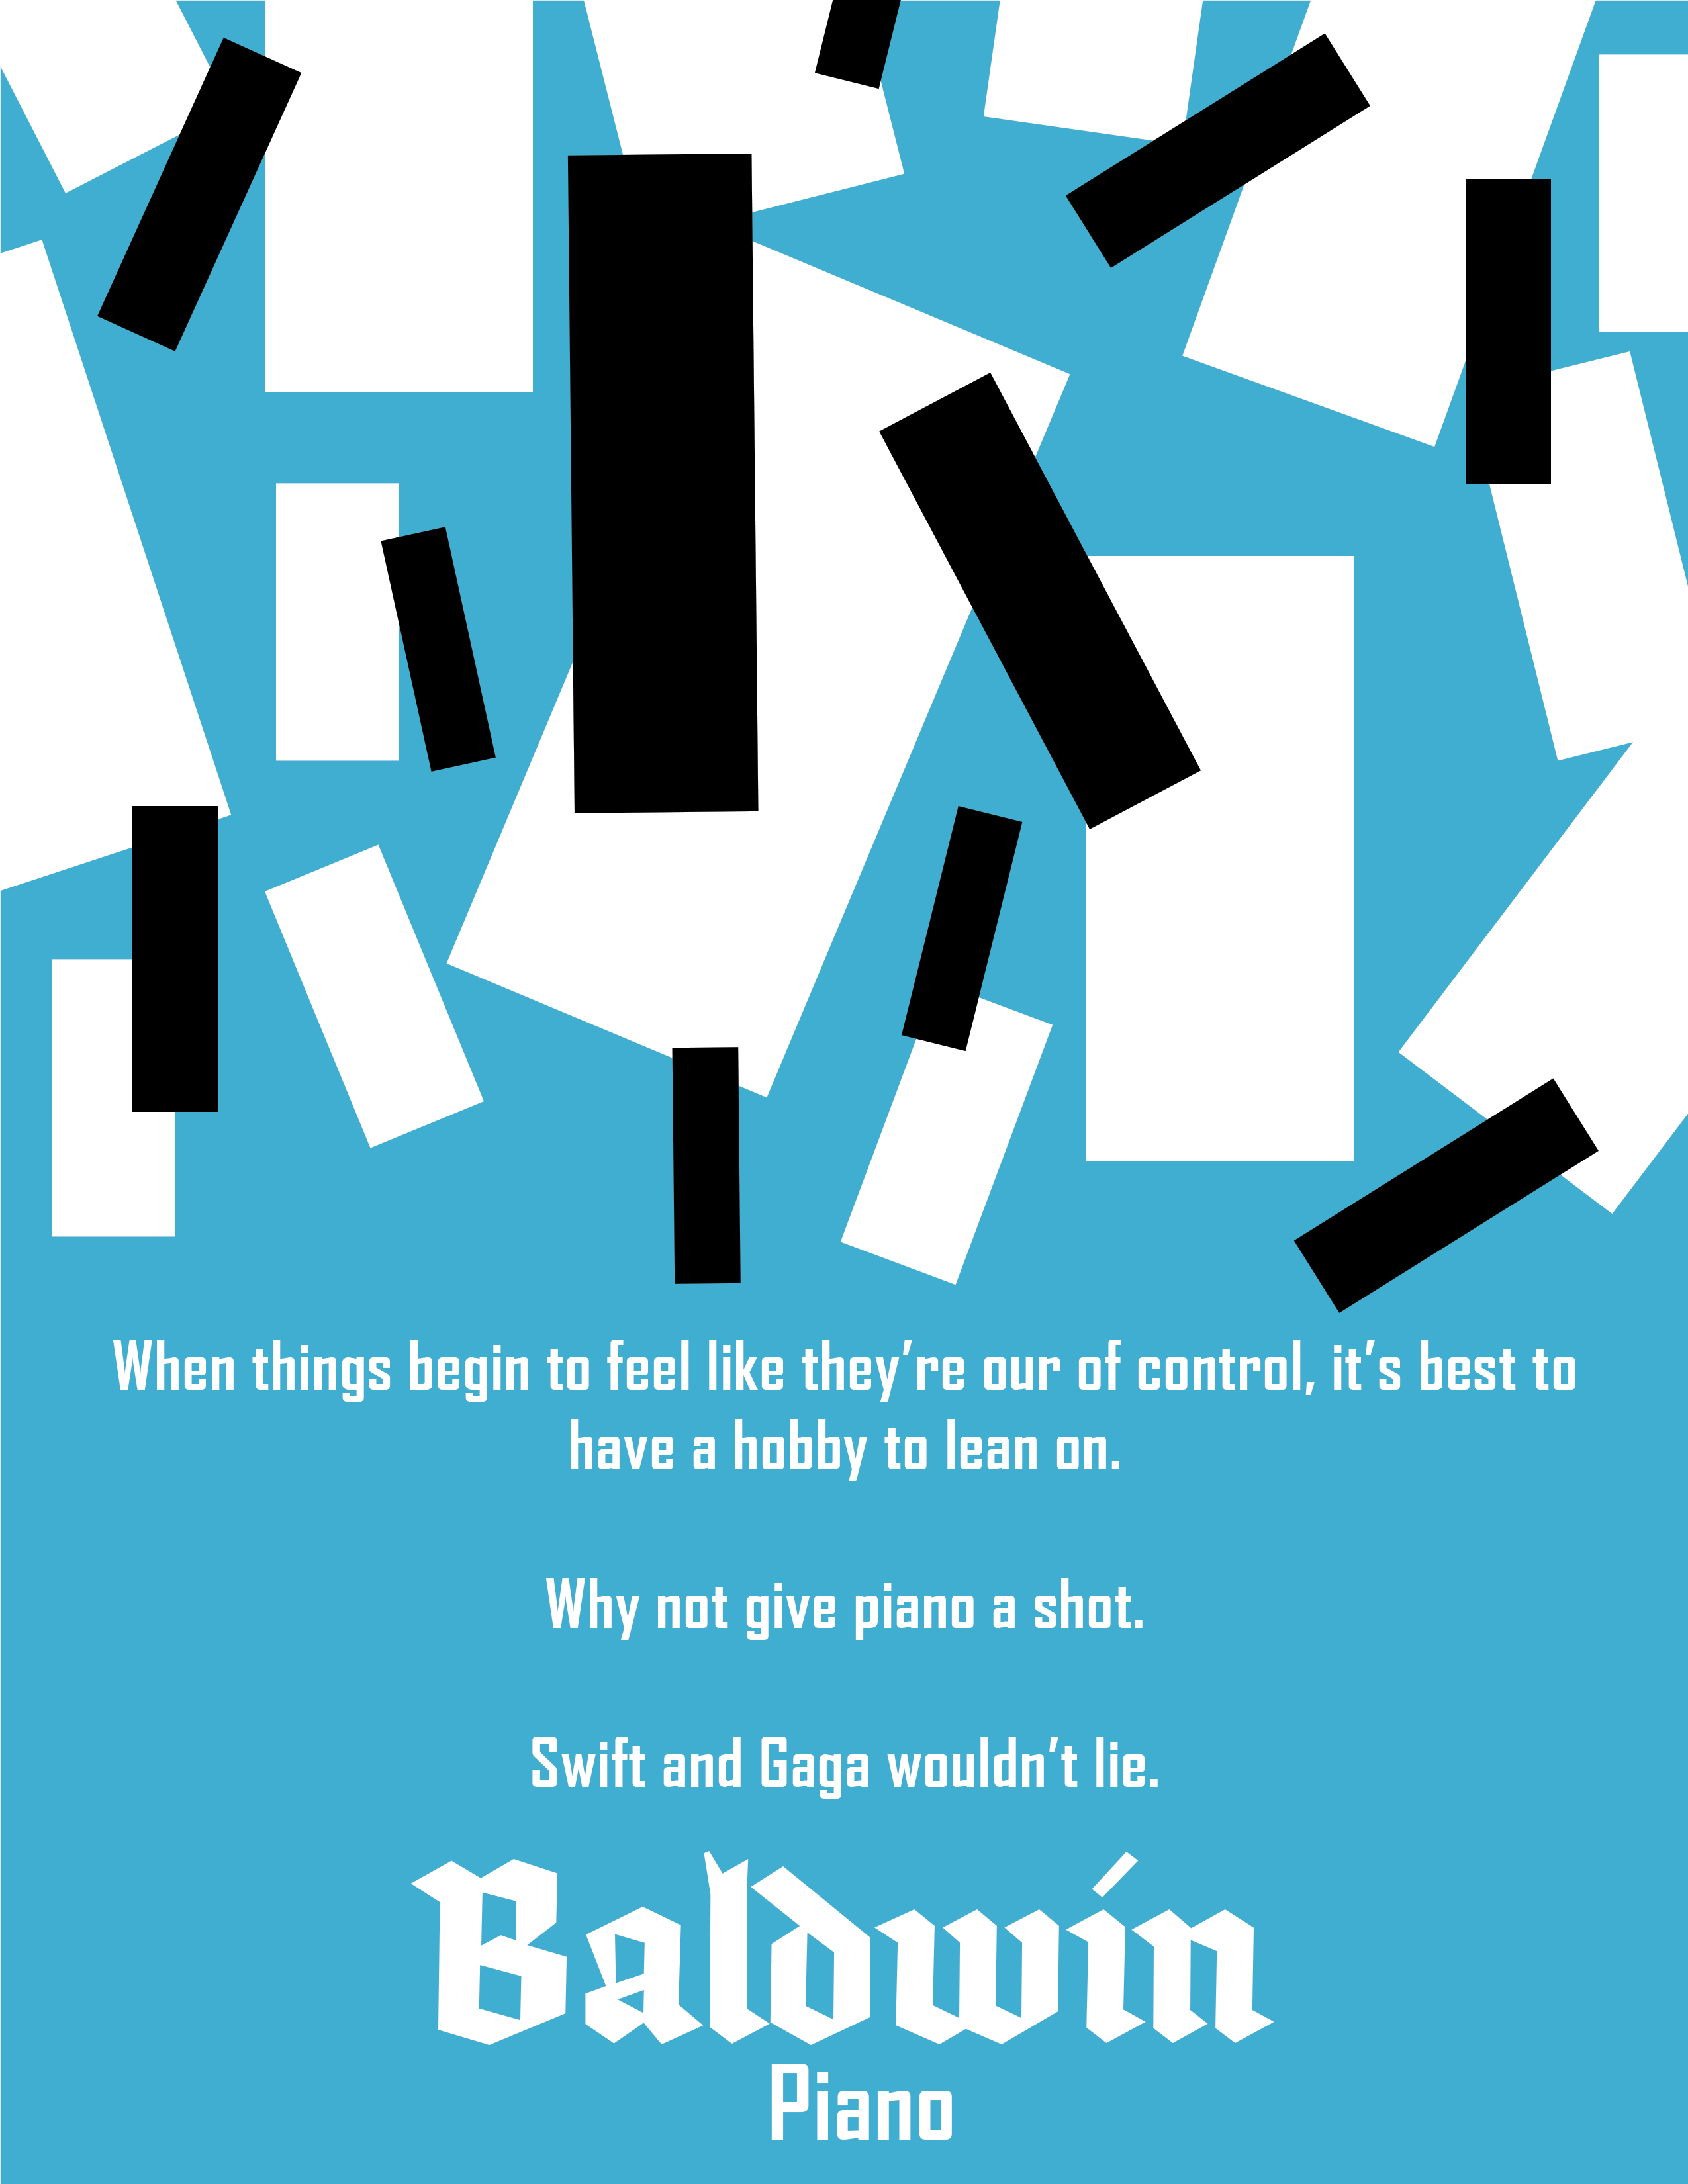 When things begin to feel like they’re our of control, it’s best to
have a hobby to lean on.
Why not give piano a shot.
Swift and Gaga wouldn’t lie.
Baldwin
Piano